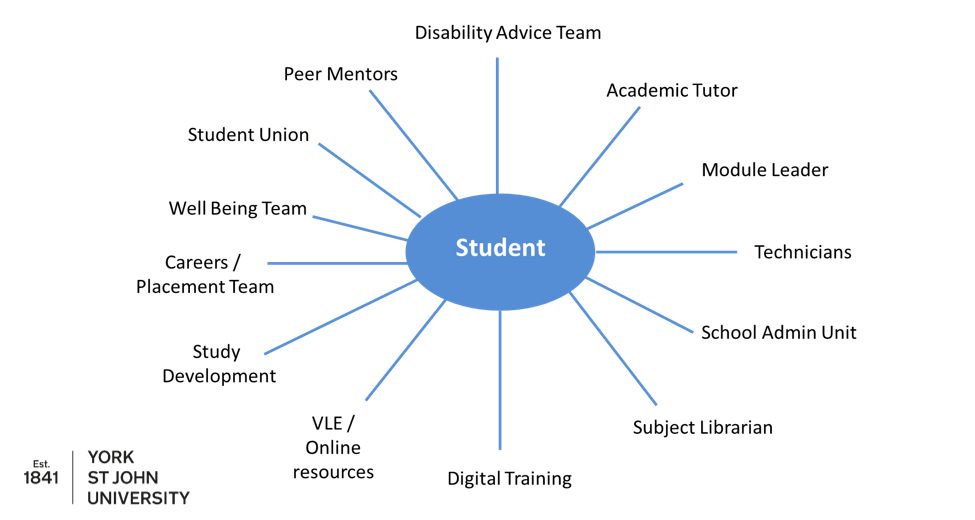 Disability Advice Team
Peer Mentors
Academic Tutor
Student Union
Module Leader
Well Being Team
Student
Careers /
Placement Team
Technicians
School Admin Unit
Study
Development
VLE /
Online
resources
Subject Librarian
Digital Training
Est.
1841
YORK
ST JOHN
UNIVERSITY